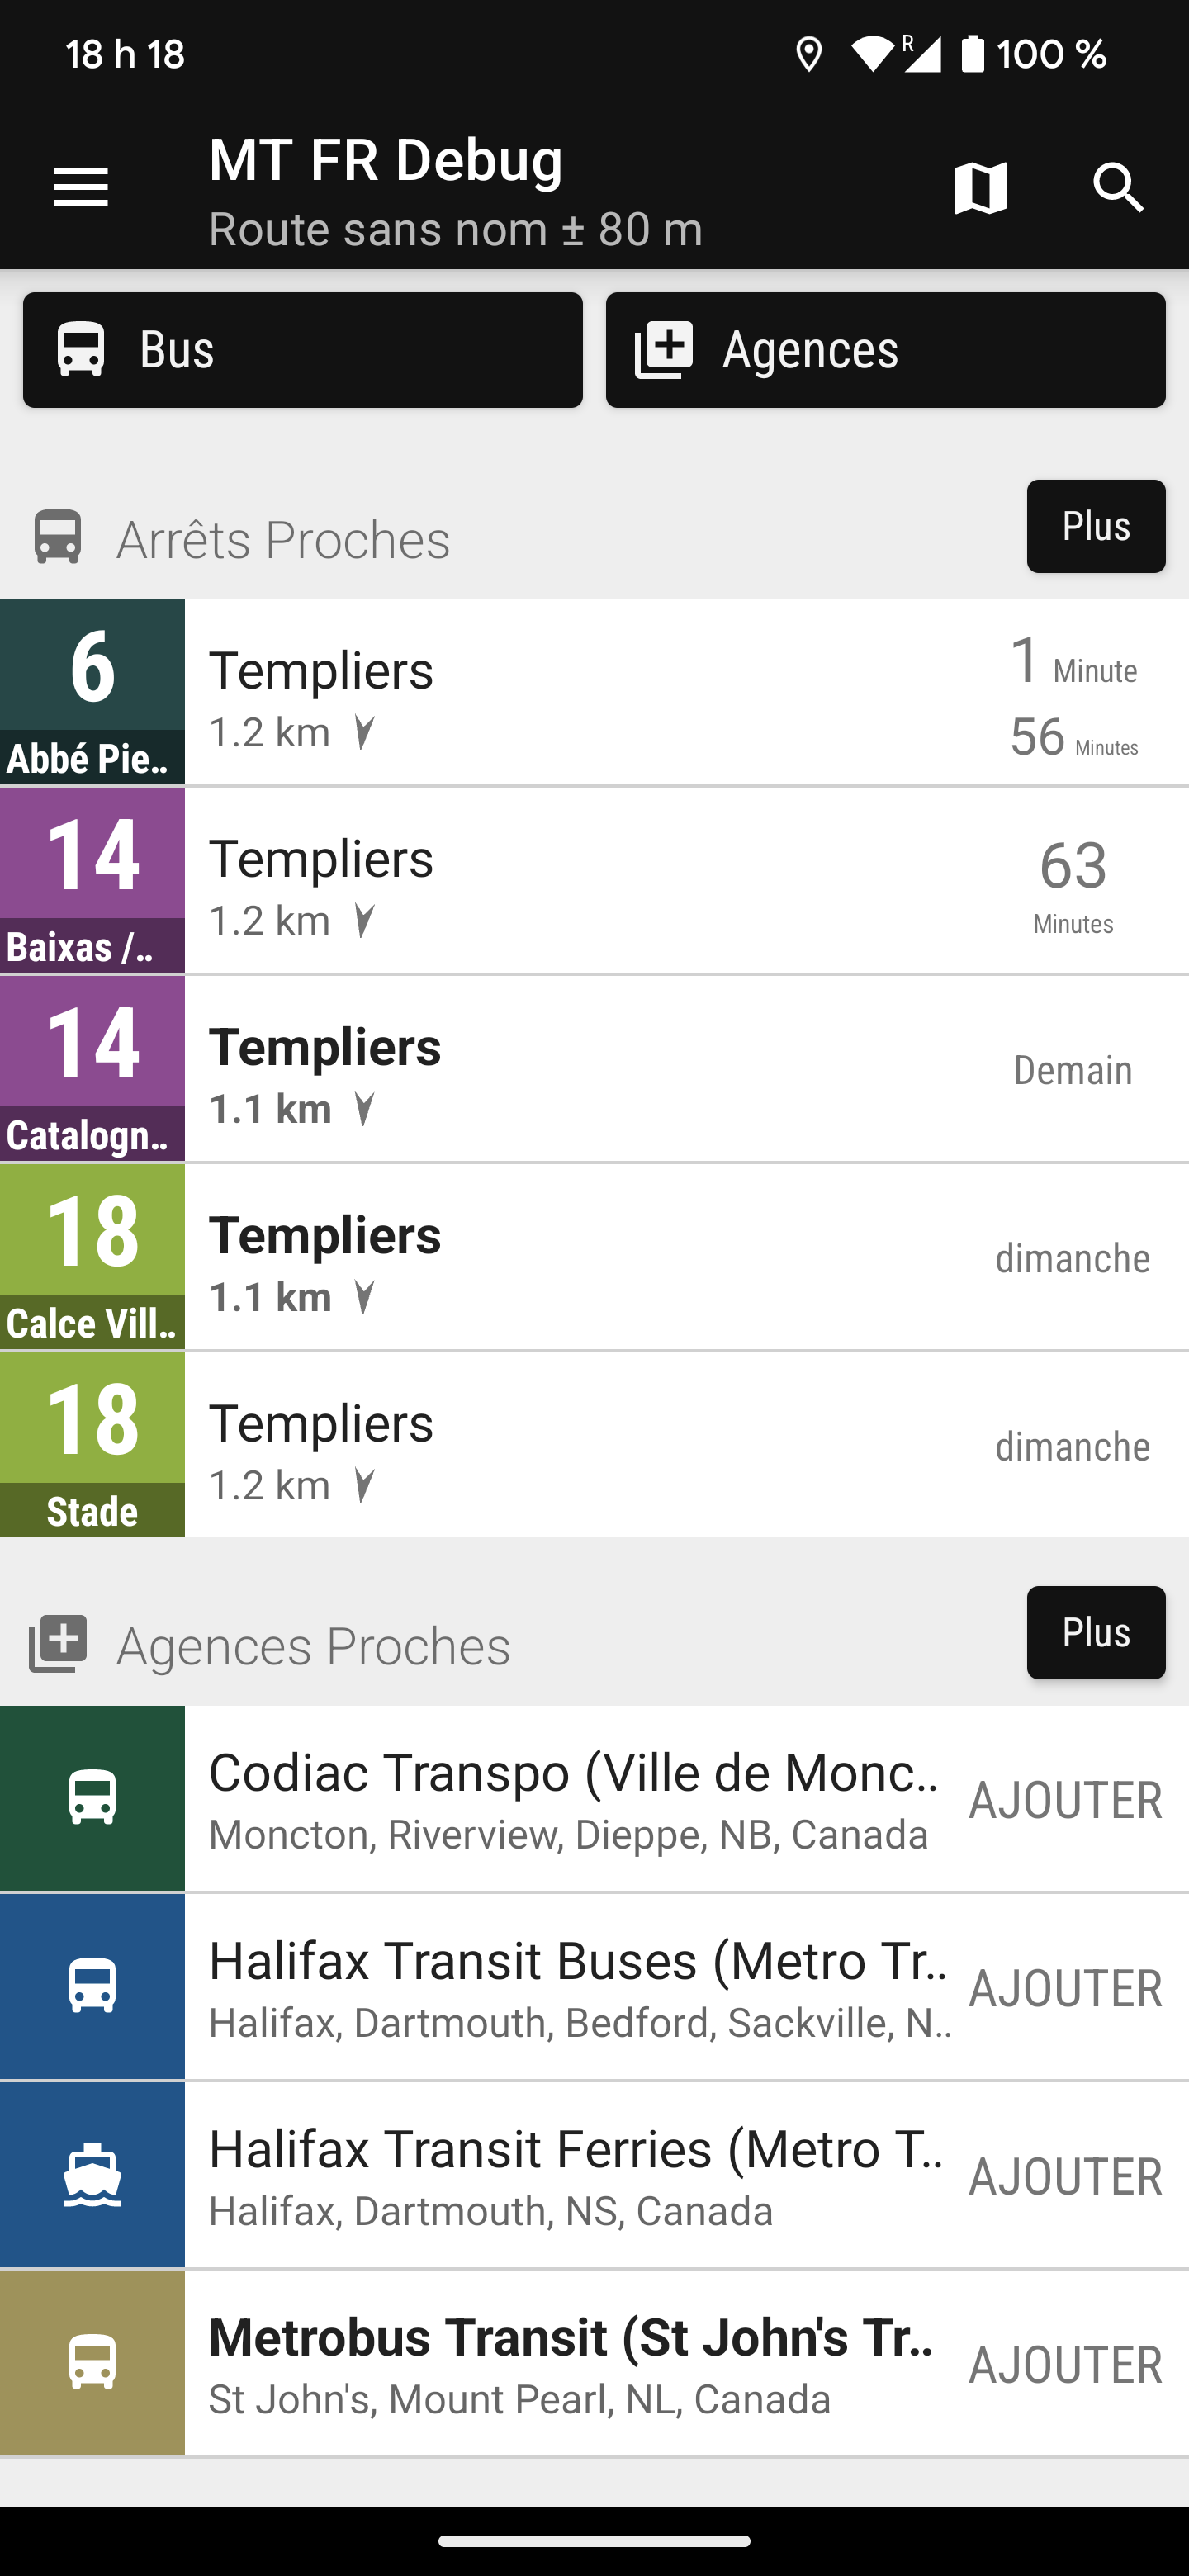 18 h 18
R
100 %
MT FR Debug
Route sans nom ± 80 m
Bus
Agences
Arrêts Proches
Plus
6
Abbé Pie..
Templiers
1.2 km
1 Minute
56 Minutes
14
Baixas /..
Templiers
1.2 km
63
Minutes
14
Catalogn..
Templiers
1.1 km
Demain
18
Calce Vill..
Templiers
1.1 km
dimanche
18
Stade
Templiers
1.2 km
dimanche
Agences Proches
Plus
Codiac Transpo (Ville de Monc..
Moncton, Riverview, Dieppe, NB, Canada
AJOUTER
Halifax Transit Buses (Metro Tr..
Halifax, Dartmouth, Bedford, Sackville, N..
AJOUTER
Halifax Transit Ferries (Metro T..
Halifax, Dartmouth, NS, Canada
AJOUTER
Metrobus Transit (St John's Tr..
St John's, Mount Pearl, NL, Canada
AJOUTER